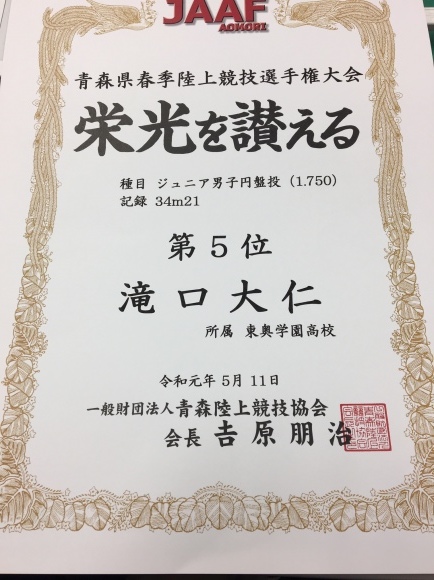 JAAF
AOMORI
青森県春季陸上競技選手権大会
栄光を讃える
種目 ジュニア男子円盤投 (1.750)
記録 34m21
第5位
滝口大仁
所属 東奥学園高校
令和元年5月11日
一般財団法人青森陸上競技協会
会長 吉原朋治